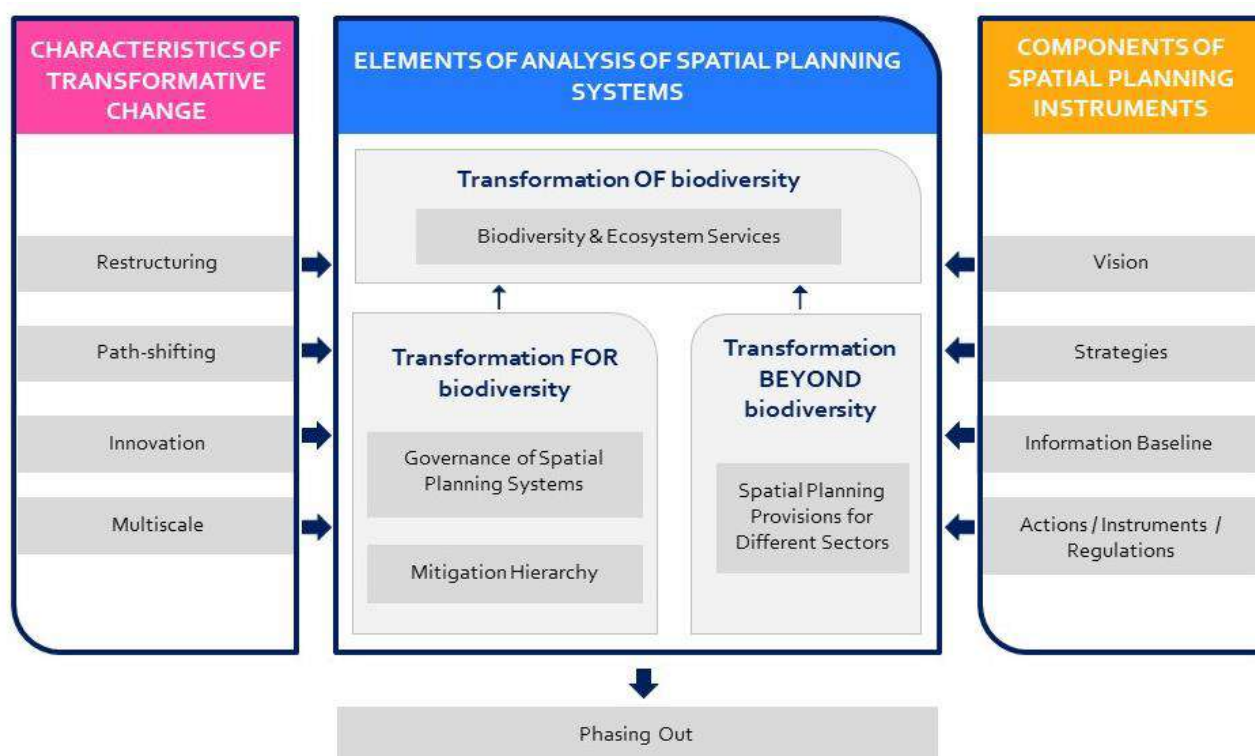 CHARACTERISTICS OF
TRANSFORMATIVE
CHANGE
Restructuring
Path-shifting
Innovation
Multiscale
ELEMENTS OF ANALYSIS OF SPATIAL PLANNING
SYSTEMS
Transformation OF biodiversity
Biodiversity & Ecosystem Services
Transformation FOR
biodiversity
Governance of Spatial
Planning Systems
Mitigation Hierarchy
Transformation
BEYOND
biodiversity
Spatial Planning
Provisions for
Different Sectors
COMPONENTS OF
SPATIAL PLANNING
INSTRUMENTS
Vision
Strategies
Information Baseline
Actions / Instruments /
Regulations
Phasing Out